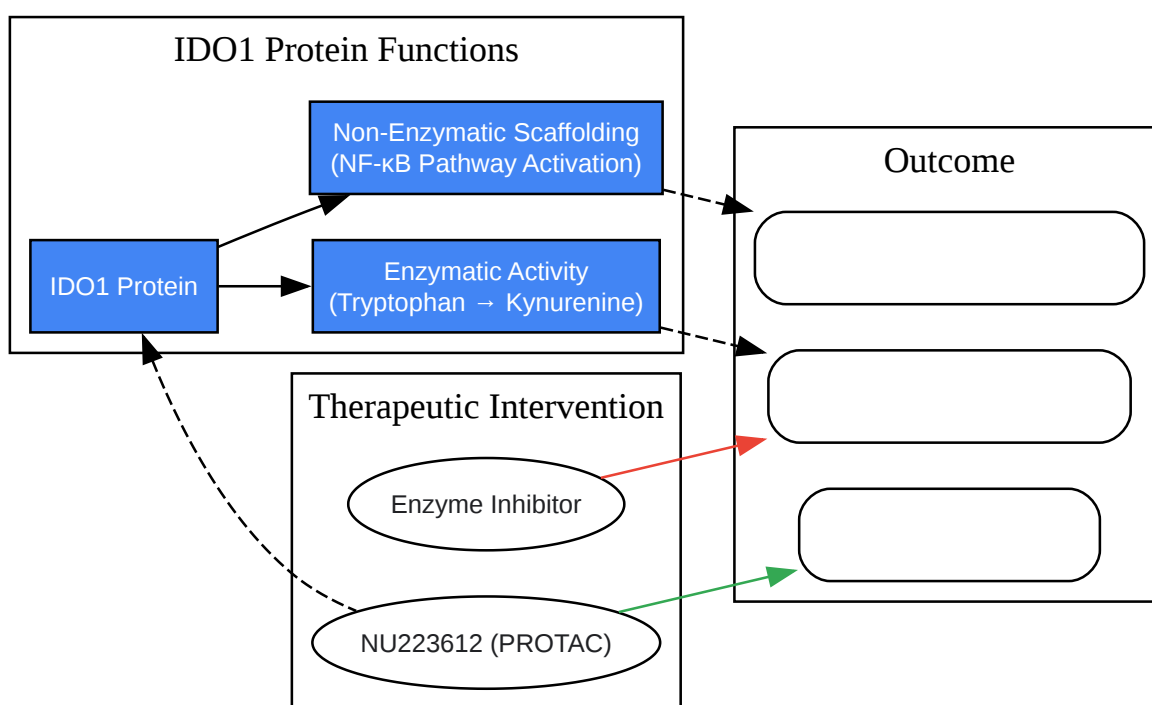 IDO1 Protein Functions
Non-Enzymatic Scaffolding
(NF-κB Pathway Activation)
IDO1 Protein
Enzymatic Activity
(Tryptophan → Kynurenine)
Outcome
Therapeutic Intervention
Enzyme Inhibitor
NU223612 (PROTAC)